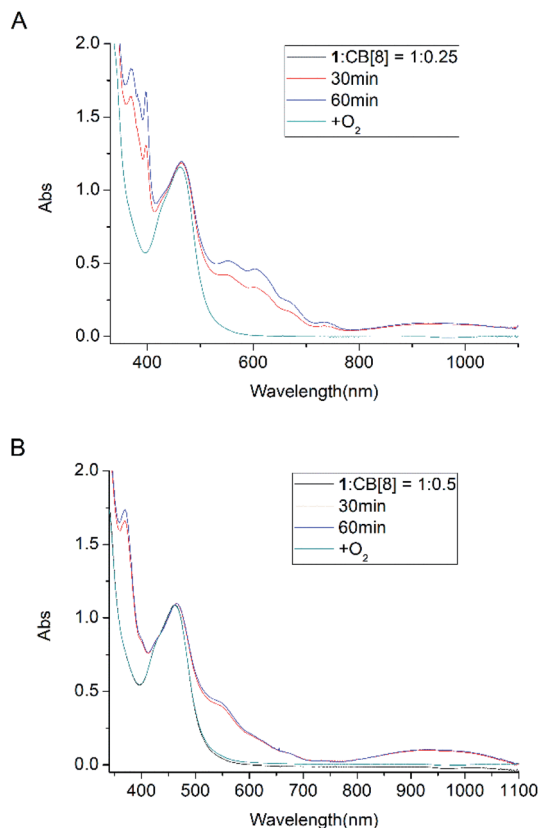 A
1:CB[8] = 1:0.25
30min
60min
+O₂
2.0
1.5
1.0
0.5
0.0
Abs
400 600 800 1000
Wavelength(nm)
B
1:CB[8] = 1:0.5
30min
60min
+O₂
2.0
1.5
1.0
0.5
0.0
Abs
400 500 600 700 800 900 1000 1100
Wavelength(nm)